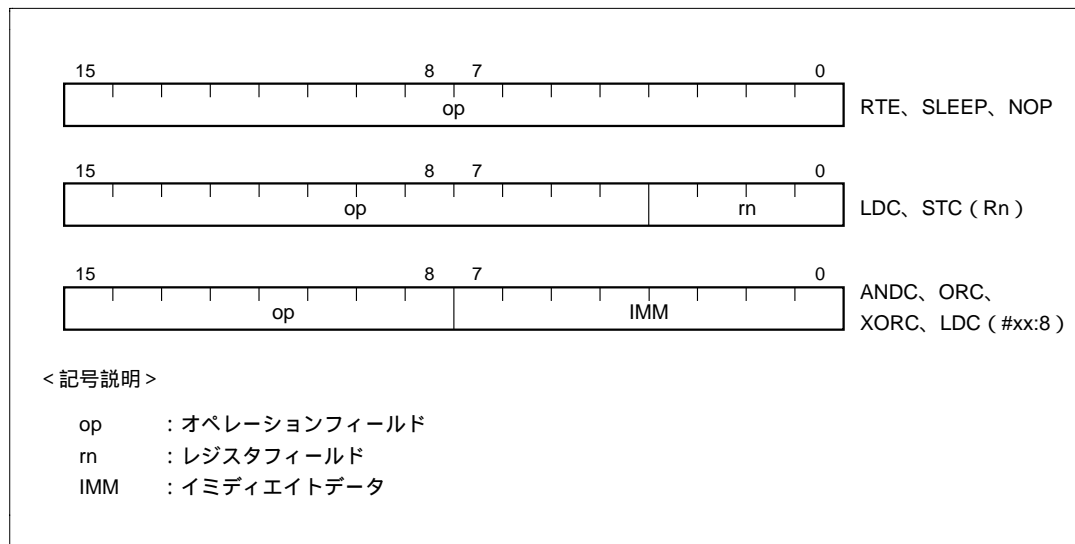 15 8 7 0
op
RTE、SLEEP、NOP
15 8 7 0
op rn
LDC、STC(Rn)
15 8 7 0
op IMM
ANDC、ORC、
XORC、LDC(#xx:8)
<記号説明>
op :オペレーションフィールド
rn :レジスタフィールド
IMM :イミディエイトデータ